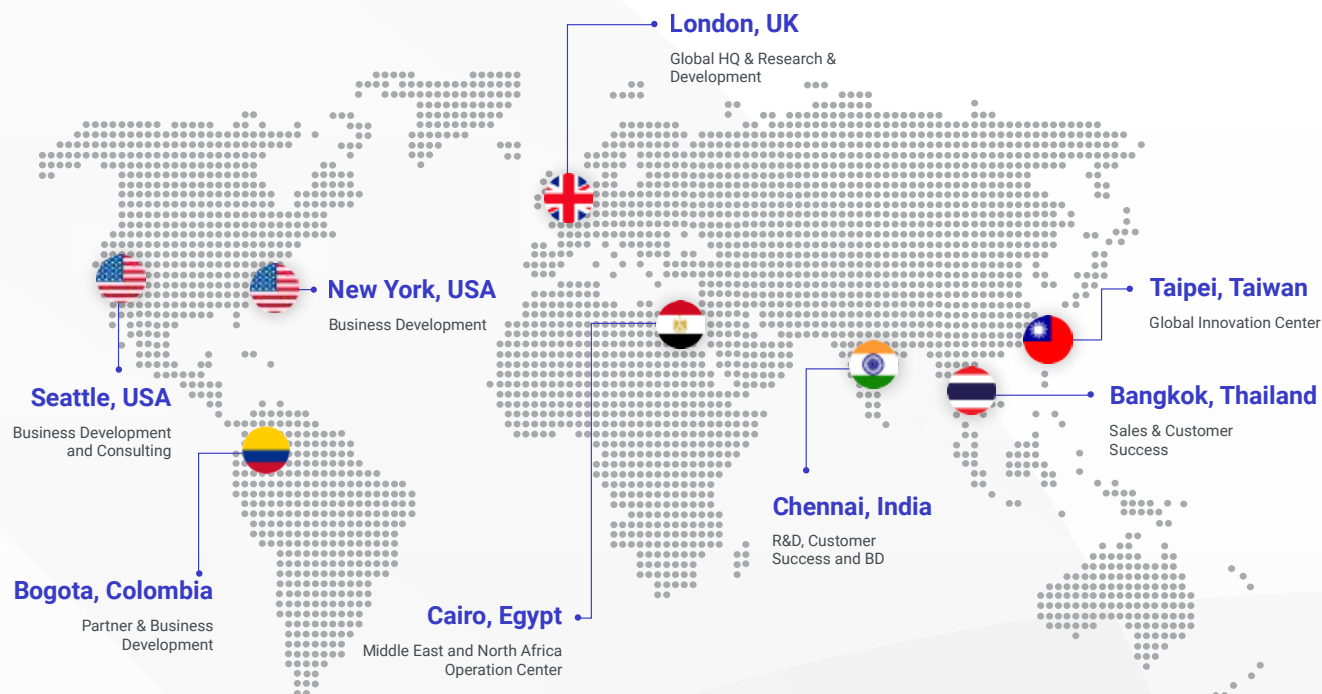 London, UK
Global HQ & Research &
Development
New York, USA
Business Development
Taipei, Taiwan
Global Innovation Center
Seattle, USA
Business Development
and Consulting
Bangkok, Thailand
Sales & Customer
Success
Chennai, India
R&D, Customer
Success and BD
Bogota, Colombia
Partner & Business
Development
Cairo, Egypt
Middle East and North Africa
Operation Center